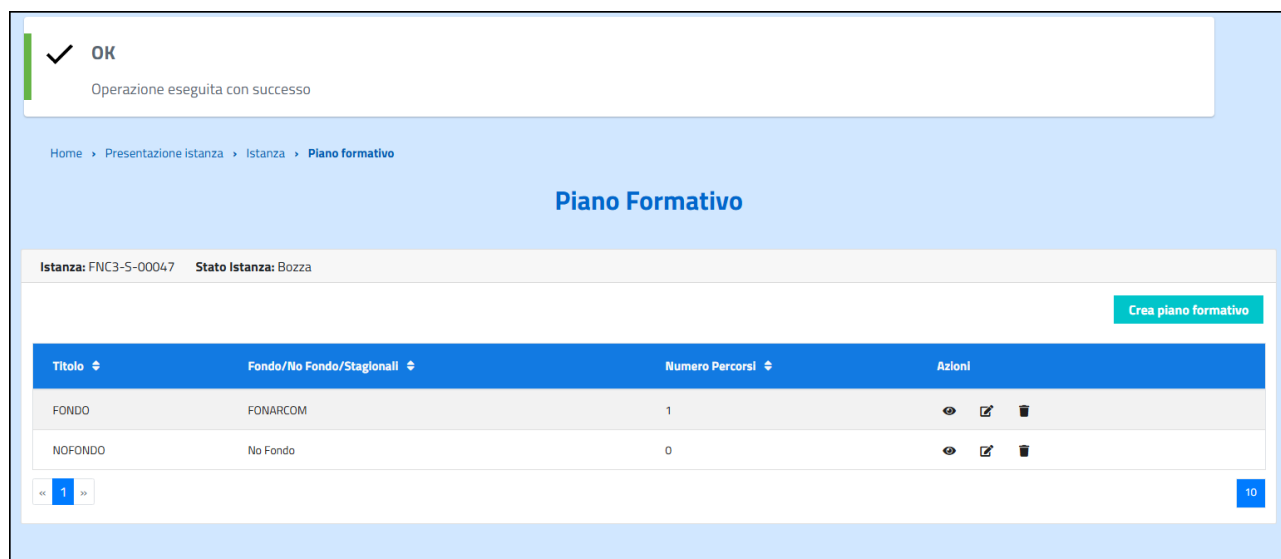 OK
Operazione eseguita con successo
Home › Presentazione istanza › Istanza › Piano formativo
Piano Formativo
Istanza: FNC3-S-00047 Stato Istanza: Bozza
Crea piano formativo
Titolo Fondo/No Fondo/Stagionali Numero Percorsi Azioni
FONDO FONARCOM 1
NOFONDO No Fondo 0
« 1 » 10